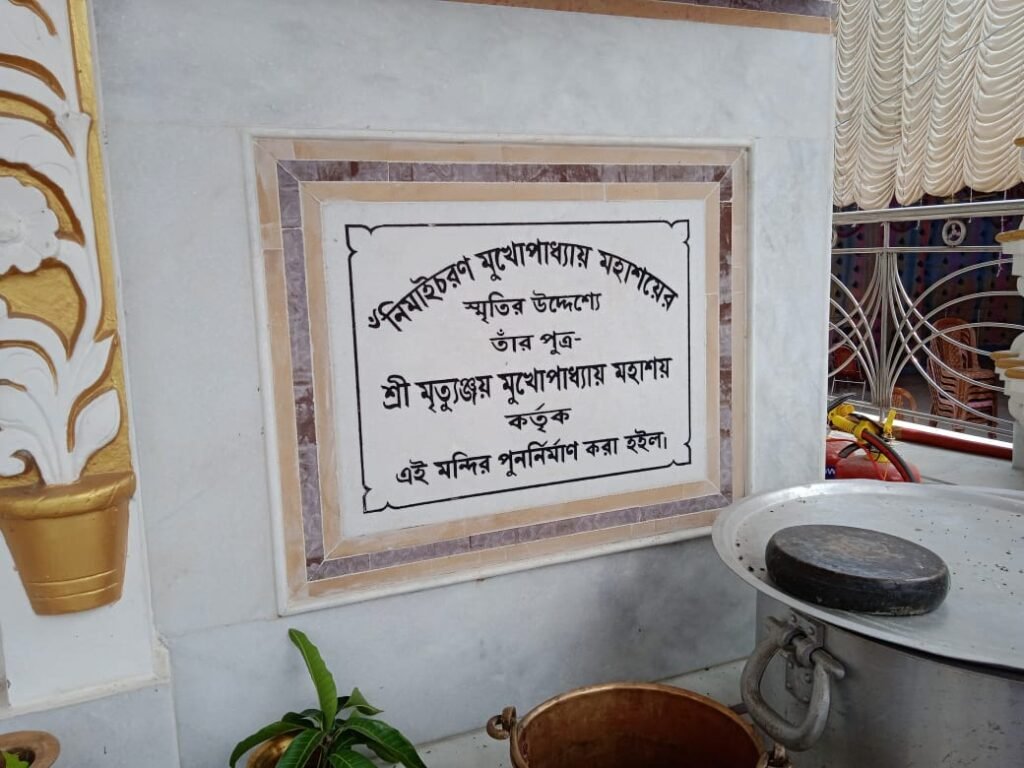 ঁনিমাইচরণ মুখোপাধ্যায় মহাশয়ের
স্মৃতির উদ্দেশ্যে
তাঁর পুত্র-
শ্রী মৃত্যুঞ্জয় মুখোপাধ্যায় মহাশয়
কর্তৃক
এই মন্দির পুনর্নির্মাণ করা হইল।